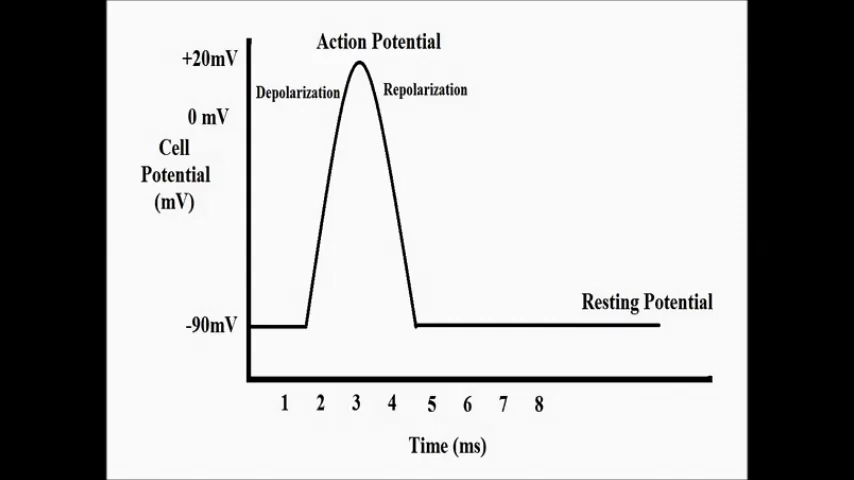 Action Potential
+20mV
Depolarization
Repolarization
0 mV
Cell
Potential
(mV)
Resting Potential
-90mV
1 2 3 4 5 6 7 8
Time (ms)